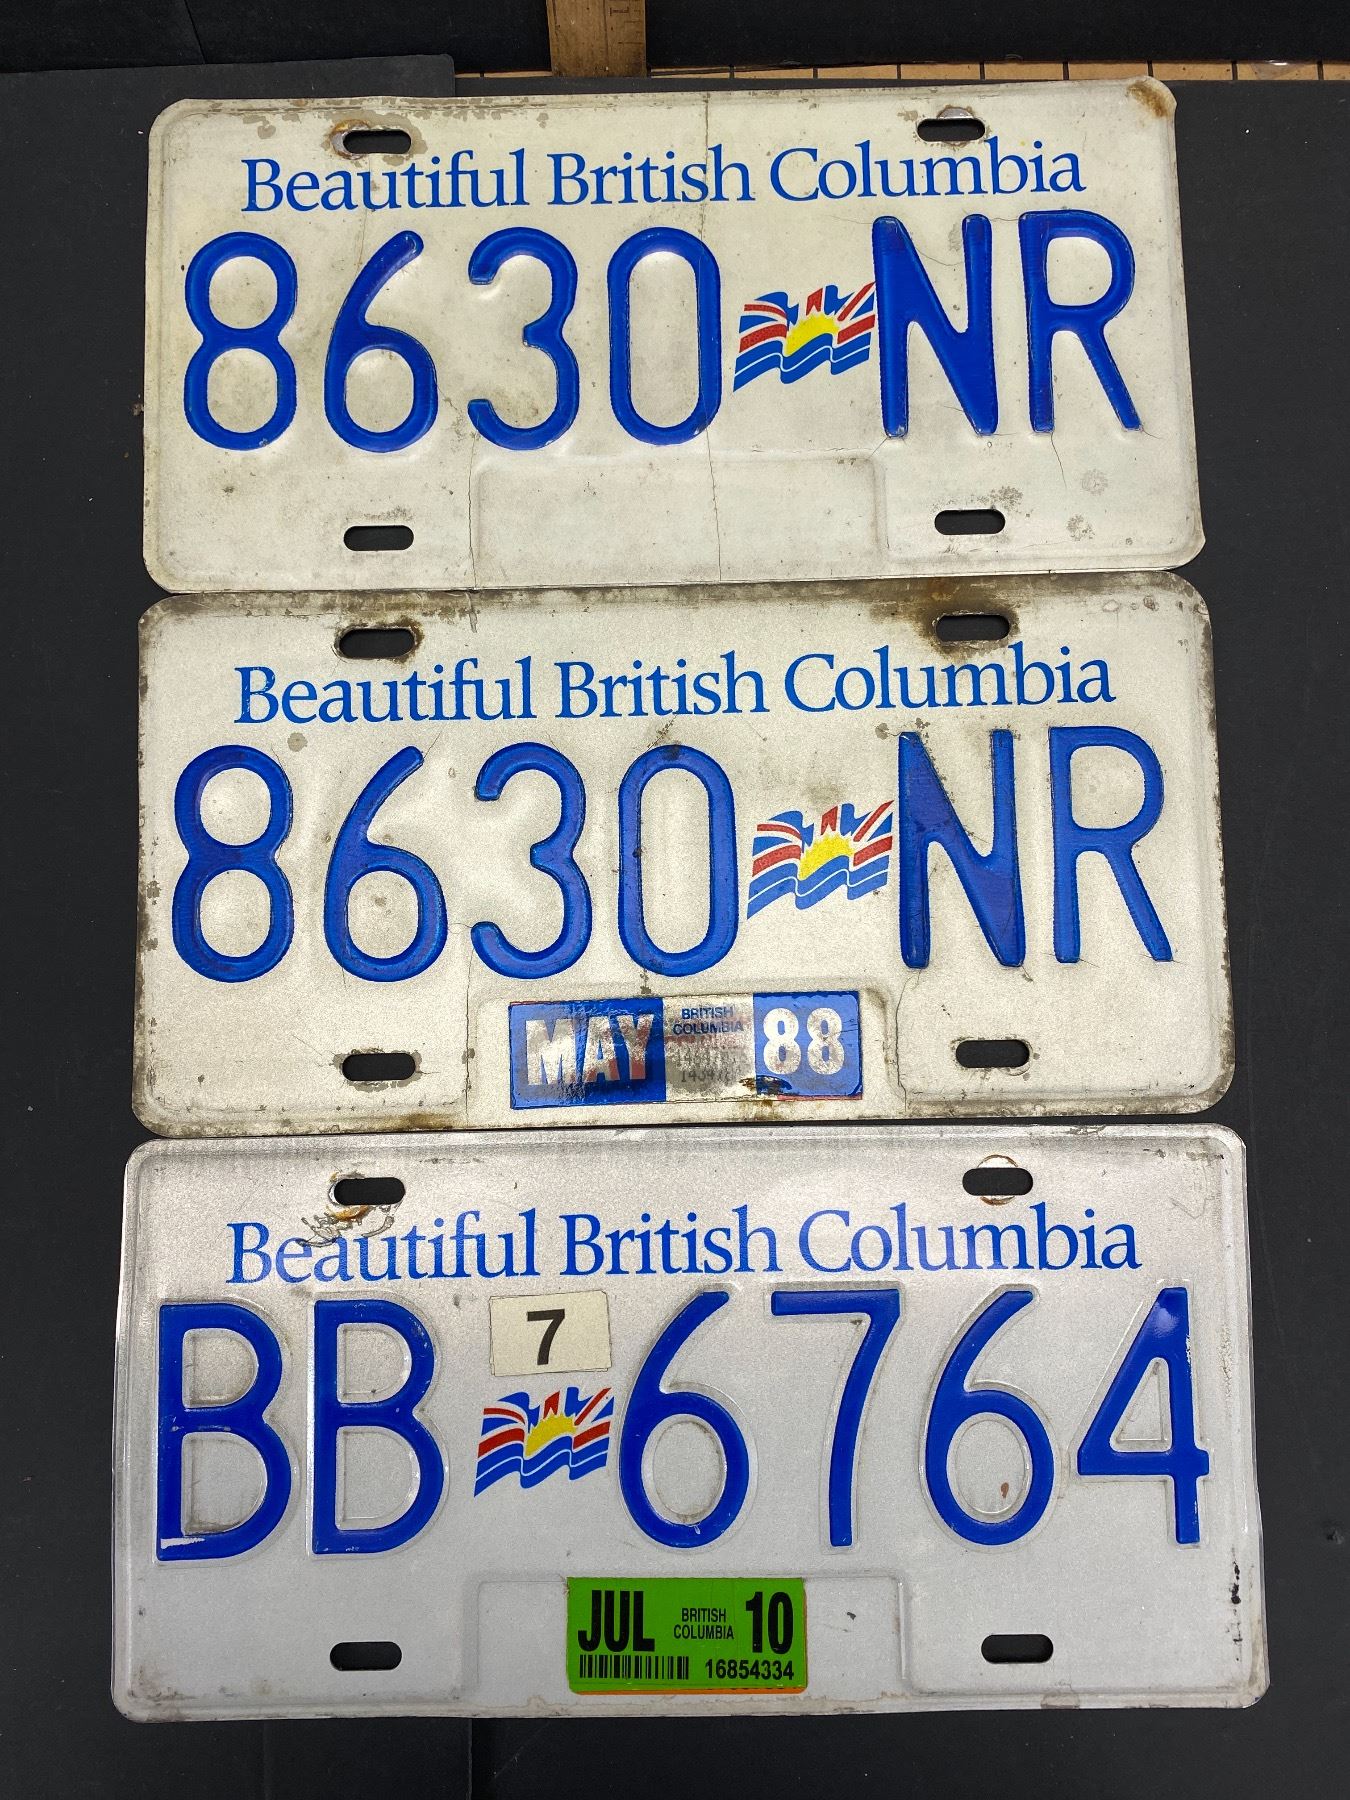 Beautiful British Columbia
8630 NR
Beautiful British Columbia
8630 NR
MAY BRITISH COLUMBIA 88
Beautiful British Columbia
7
BB 6764
JUL BRITISH COLUMBIA 10
16854334